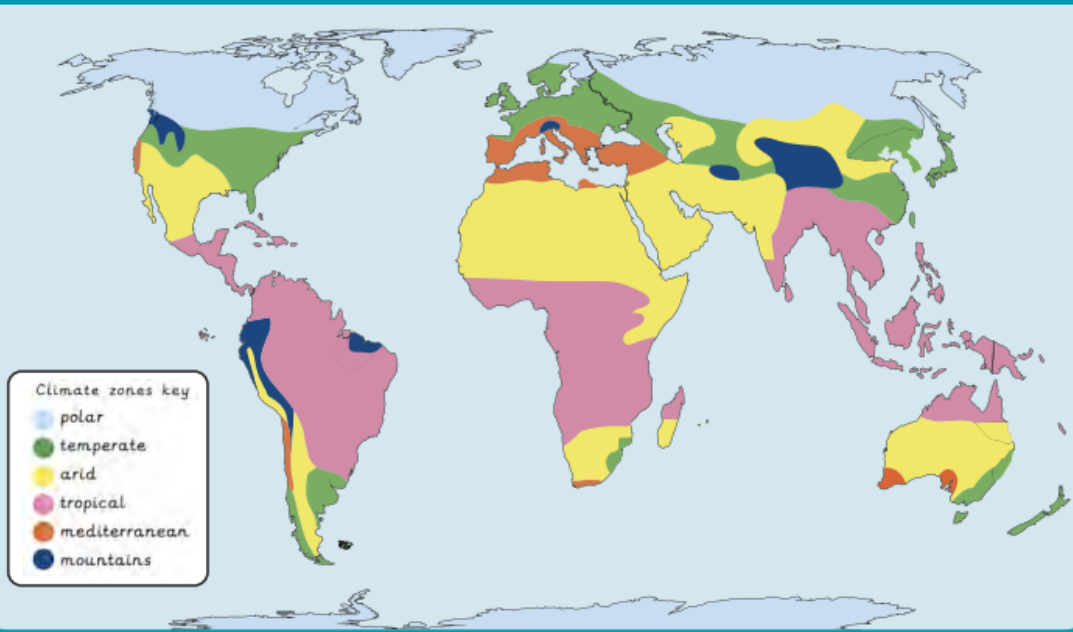 Climate zones key
polar
temperate
arid
tropical
mediterranean
mountains